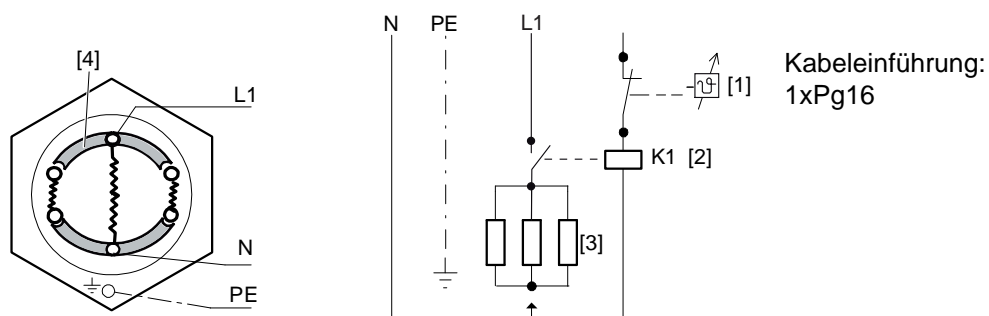 [4]
L1
N
PE
N PE L1
ϑ [1]
K1 [2]
[3]
Kabeleinführung:
1xPg16